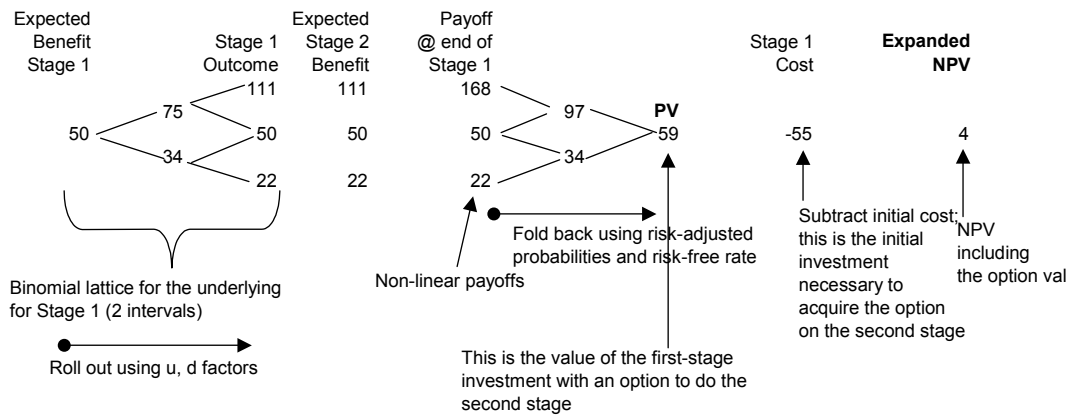 Expected
Benefit
Stage 1
Stage 1
Outcome
Expected
Stage 2
Benefit
Payoff
@ end of
Stage 1
Stage 1
Cost
Expanded
NPV
111
111
168
75
97
PV
50
50
50
50
59
-55
4
34
34
22
22
22
Binomial lattice for the underlying
for Stage 1 (2 intervals)
Roll out using u, d factors
Non-linear payoffs
Fold back using risk-adjusted
probabilities and risk-free rate
This is the value of the first-stage
investment with an option to do the
second stage
Subtract initial cost;
this is the initial
investment
necessary to
acquire the option
on the second stage
NPV
including
the option val